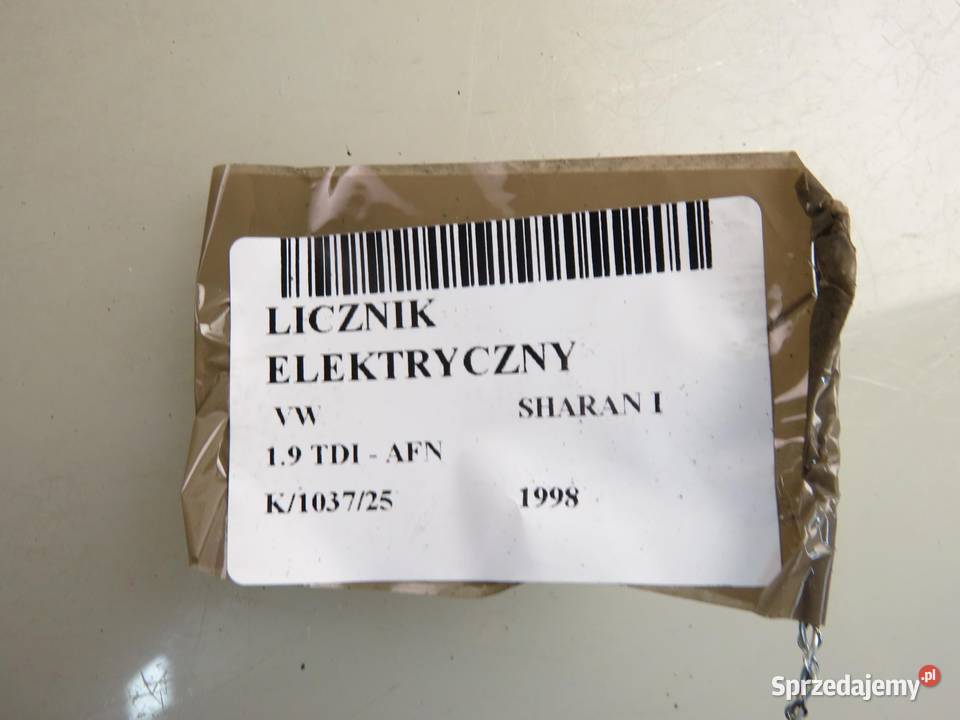 LICZNIK
ELEKTRYCZNY
VW SHARAN I
1.9 TDI - AFN
K/1037/25 1998
Sprzedajemy.pl